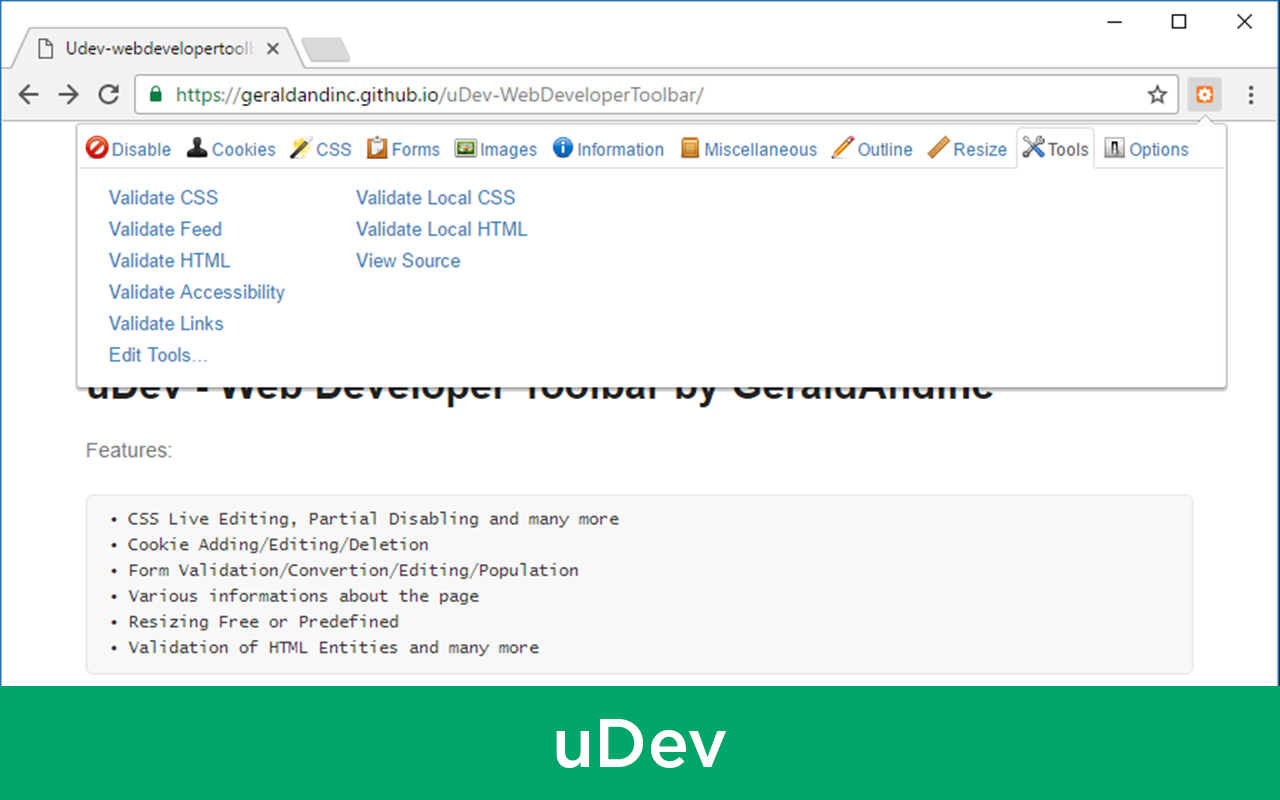 Udev-webdevelopertoolb
https://geraldandinc.github.io/uDev-WebDeveloperToolbar/
Disable Cookies CSS Forms Images Information Miscellaneous Outline Resize Tools Options
Validate CSS Validate Local CSS
Validate Feed Validate Local HTML
Validate HTML View Source
Validate Accessibility
Validate Links
Edit Tools...
uDev - Web Developer Toolbar by GeraldAndinc
Features:
• CSS Live Editing, Partial Disabling and many more
• Cookie Adding/Editing/Deletion
• Form Validation/Convertion/Editing/Population
• Various informations about the page
• Resizing Free or Predefined
• Validation of HTML Entities and many more
uDev